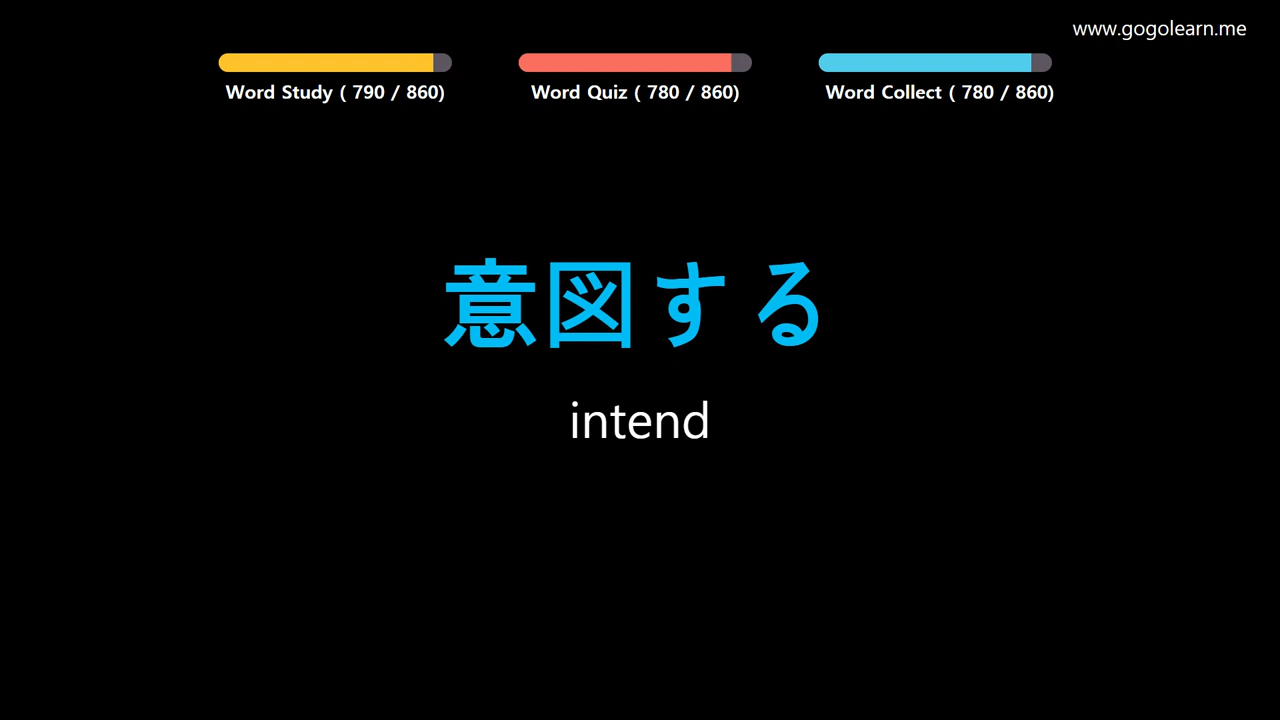 www.gogolearn.me
Word Study ( 790 / 860)
Word Quiz ( 780 / 860)
Word Collect ( 780 / 860)
意図する
intend